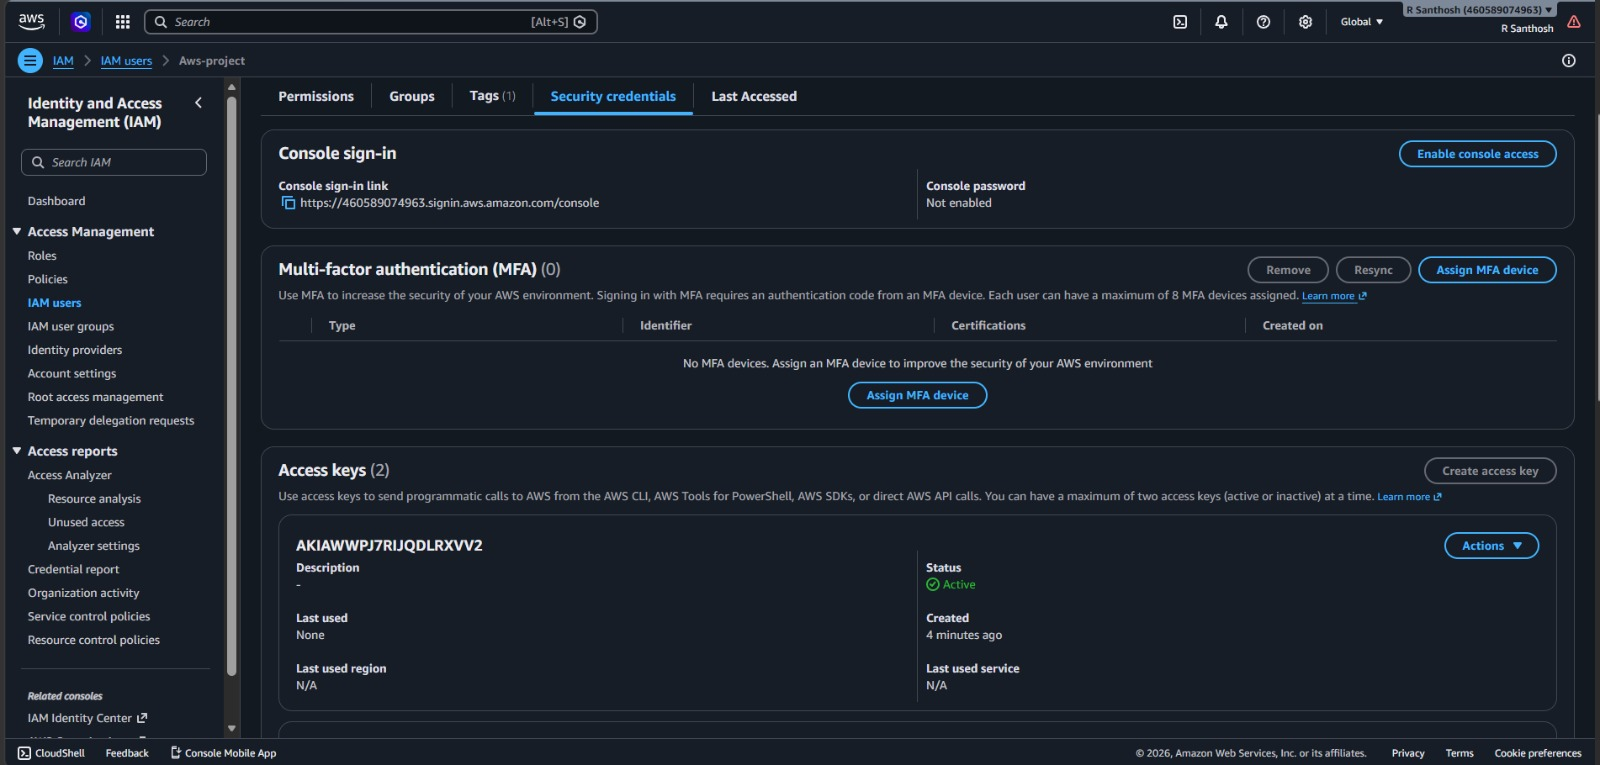 aws
Search
[Alt+S]
Global
R Santhosh (460589074963)
R Santhosh
IAM
IAM users
Aws-project
Identity and Access Management (IAM)
Search IAM
Dashboard
Access Management
Roles
Policies
IAM users
IAM user groups
Identity providers
Account settings
Root access management
Temporary delegation requests
Access reports
Access Analyzer
Resource analysis
Unused access
Analyzer settings
Credential report
Organization activity
Service control policies
Resource control policies
Related consoles
IAM Identity Center
Permissions
Groups
Tags (1)
Security credentials
Last Accessed
Console sign-in
Enable console access
Console sign-in link
https://460589074963.signin.aws.amazon.com/console
Console password
Not enabled
Multi-factor authentication (MFA) (0)
Remove
Resync
Assign MFA device
Use MFA to increase the security of your AWS environment. Signing in with MFA requires an authentication code from an MFA device. Each user can have a maximum of 8 MFA devices assigned. Learn more
Type
Identifier
Certifications
Created on
No MFA devices. Assign an MFA device to improve the security of your AWS environment
Assign MFA device
Access keys (2)
Create access key
Use access keys to send programmatic calls to AWS from the AWS CLI, AWS Tools for PowerShell, AWS SDKs, or direct AWS API calls. You can have a maximum of two access keys (active or inactive) at a time. Learn more
AKIAWWPJ7RIJQDLRXVV2
Actions
Description
-
Status
Active
Last used
None
Created
4 minutes ago
Last used region
N/A
Last used service
N/A
CloudShell
Feedback
Console Mobile App
© 2026, Amazon Web Services, Inc. or its affiliates.
Privacy
Terms
Cookie preferences